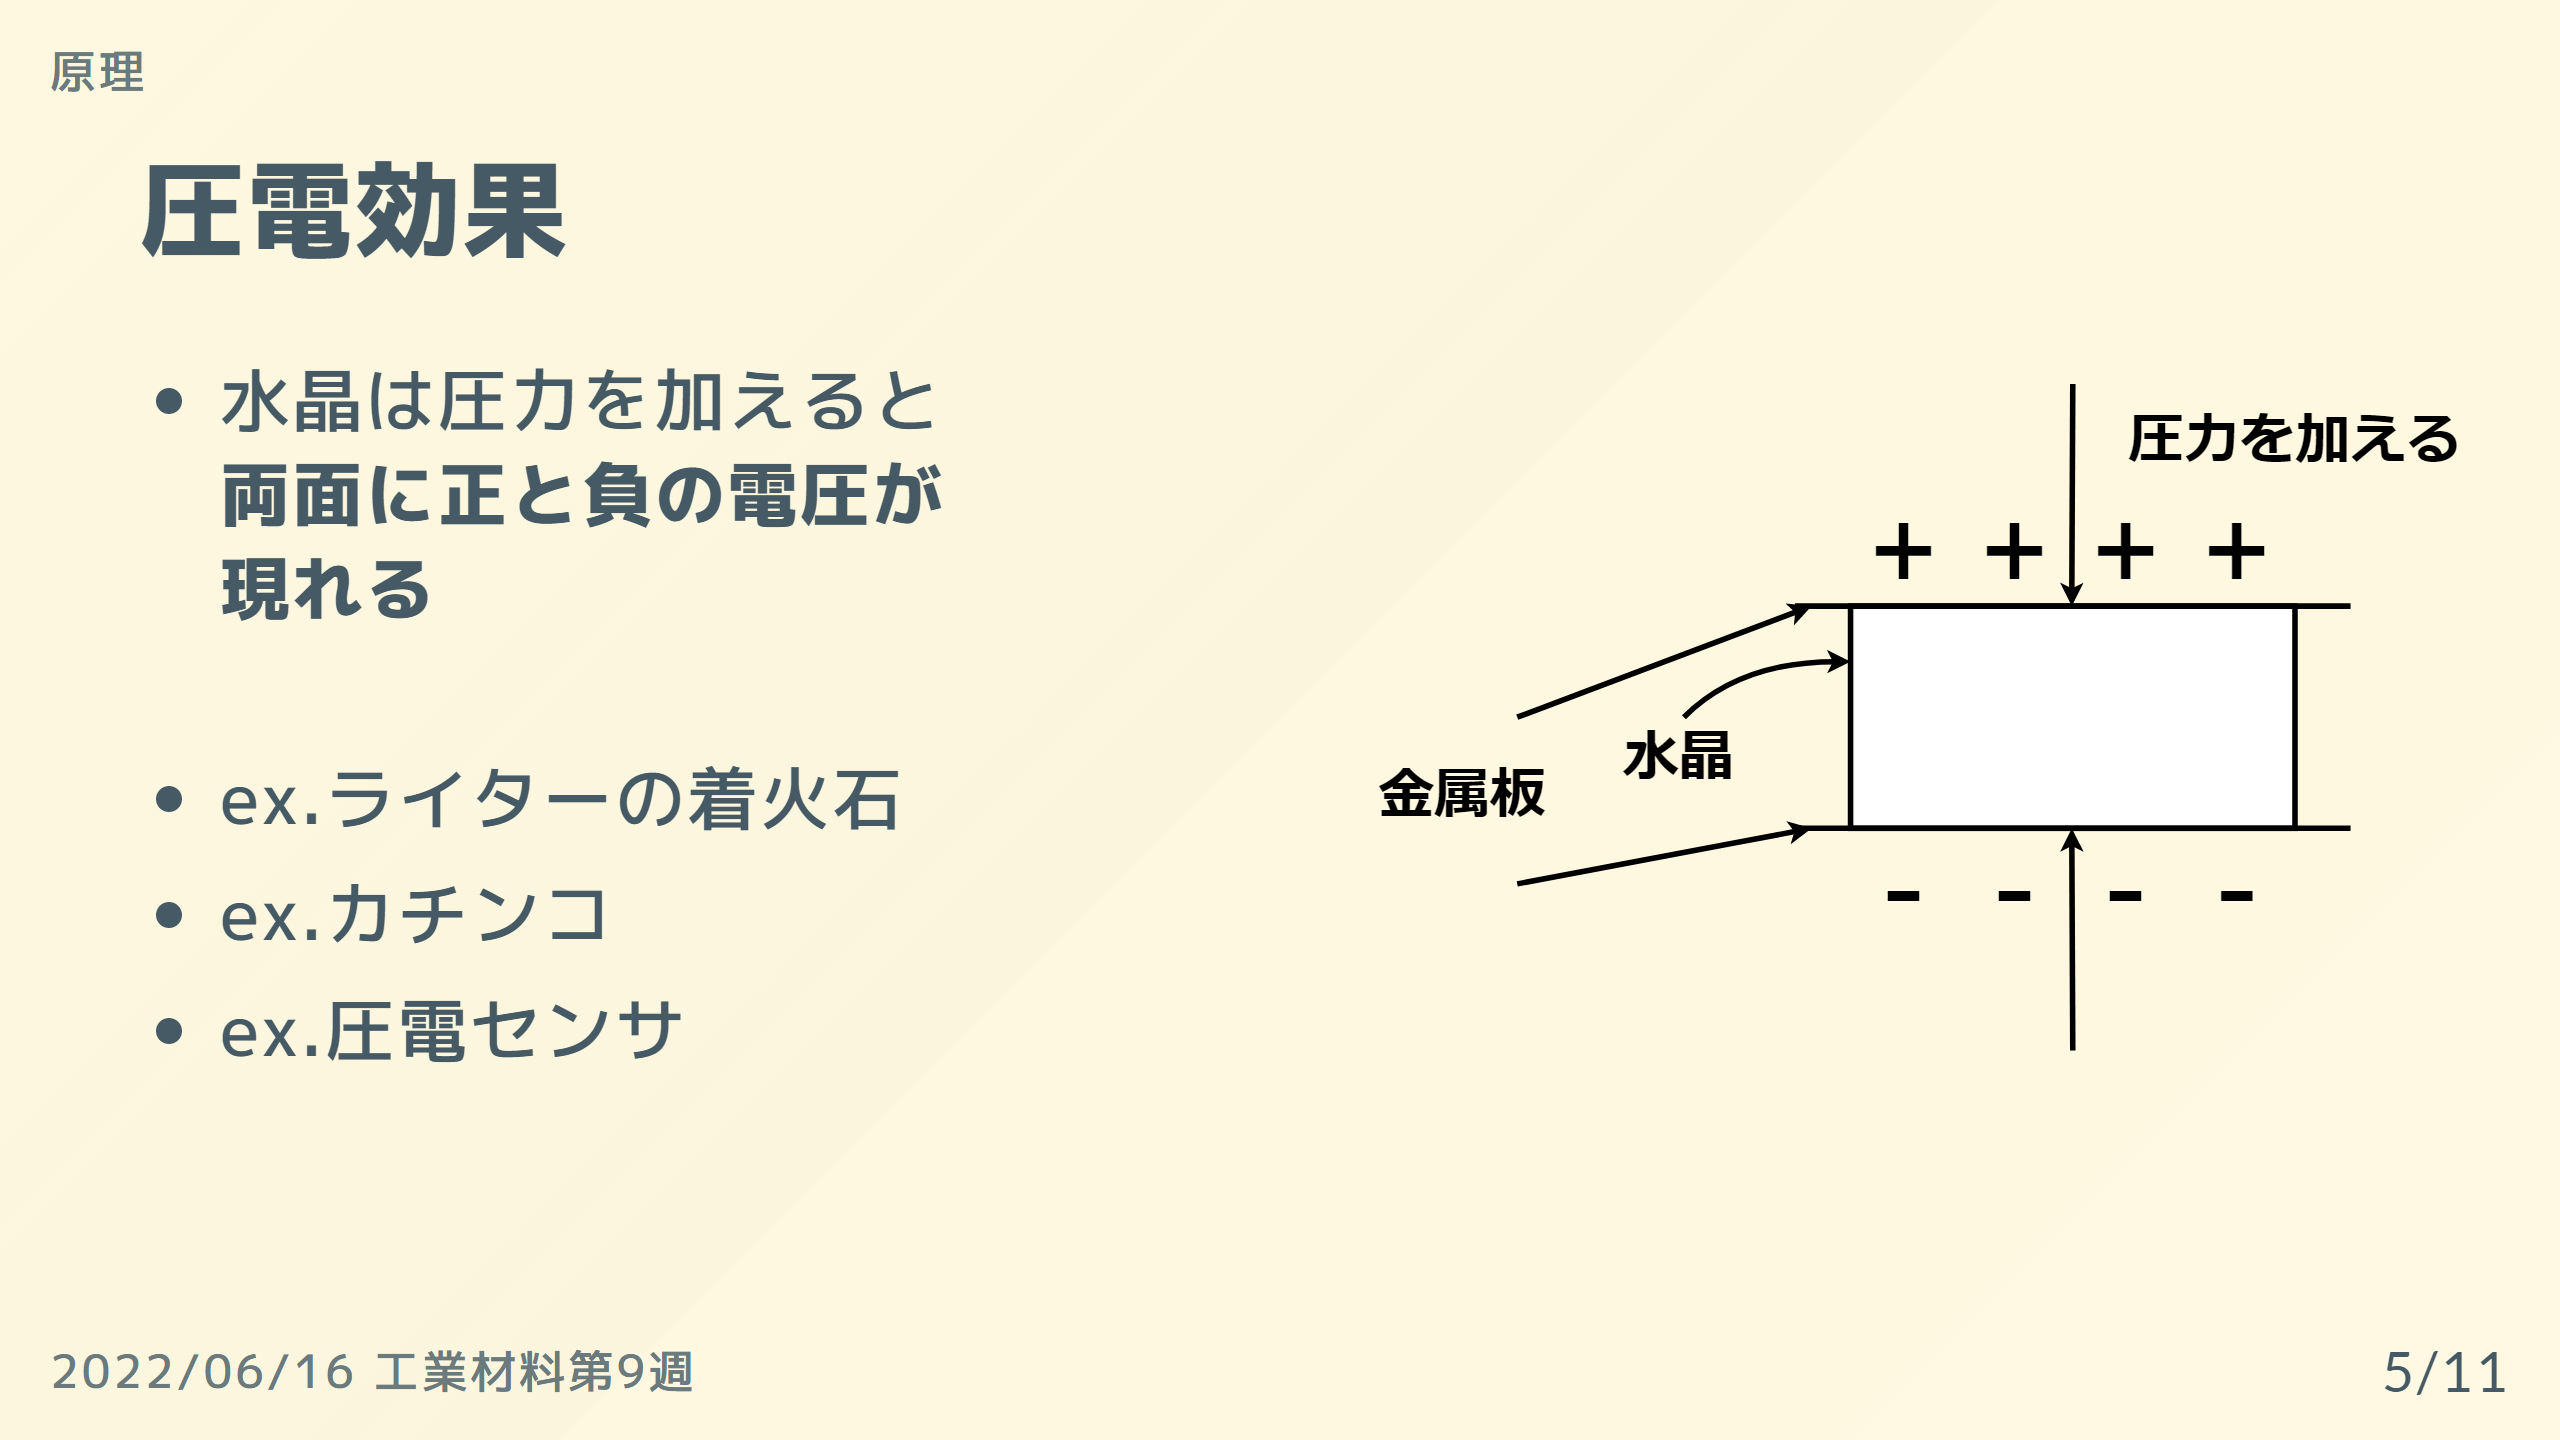 原理
圧電効果
• 水晶は圧力を加えると
両面に正と負の電圧が
現れる
• ex.ライターの着火石
• ex.カチンコ
• ex.圧電センサ
圧力を加える
+ + + +
水晶
金属板
- - - -
2022/06/16 工業材料第9週
5/11